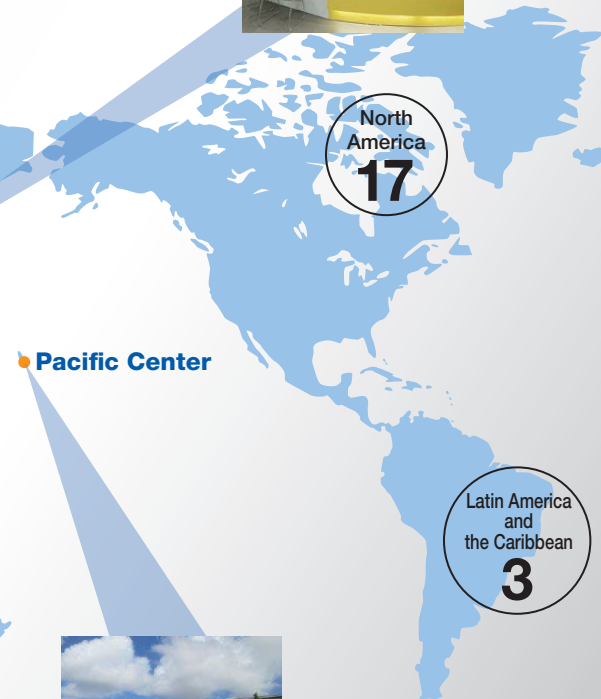 North
America
17
Pacific Center
Latin America
and
the Caribbean
3